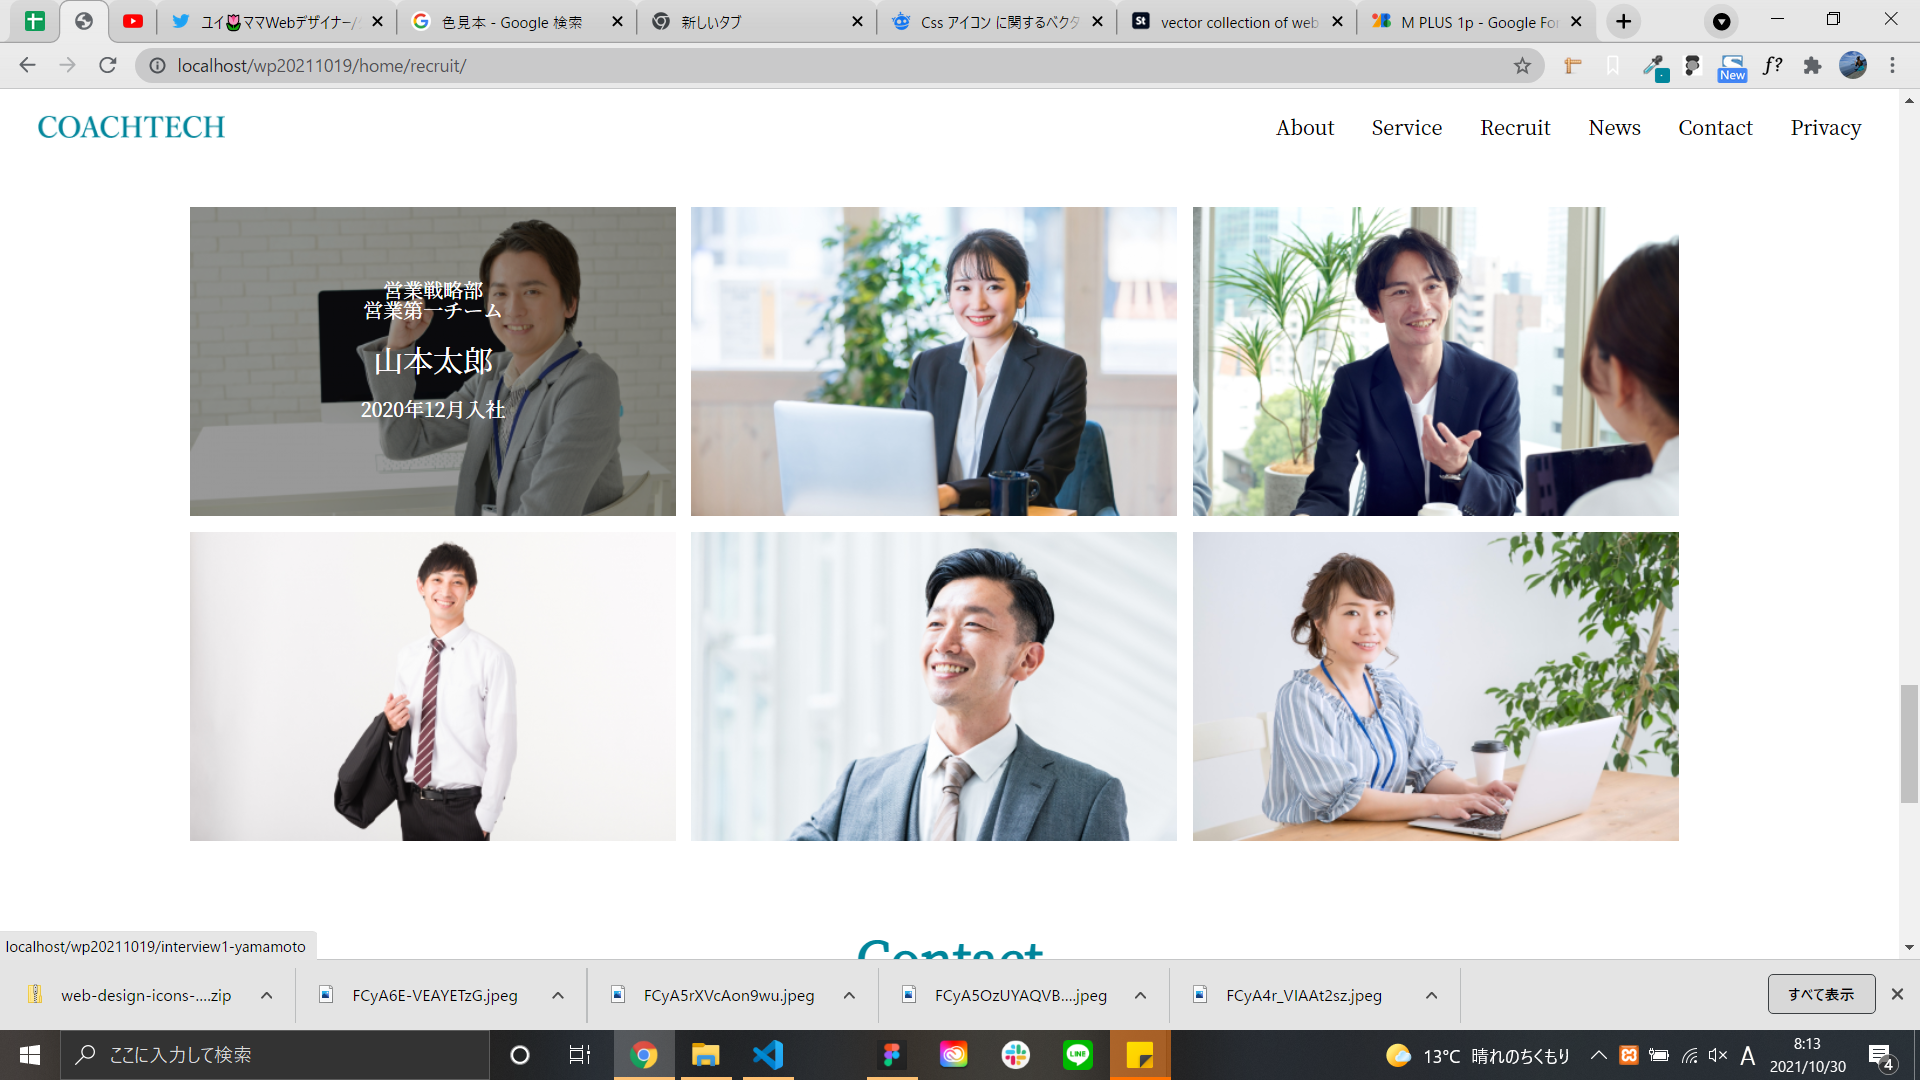 ユイ🌷ママWebデザイナー/
色見本 - Google 検索
新しいタブ
Css アイコン に関するベクタ
vector collection of web
M PLUS 1p - Google Fo
localhost/wp20211019/home/recruit/
New
f?
COACHTECH
About
Service
Recruit
News
Contact
Privacy
営業戦略部
営業第一チーム
山本太郎
2020年12月入社
Contact
localhost/wp20211019/interview1-yamamoto
web-design-icons-....zip
FCyA6E-VEAYETzG.jpeg
FCyA5rXVcAon9wu.jpeg
FCyA5OzUYAQVB....jpeg
FCyA4r_VIAAt2sz.jpeg
すべて表示
ここに入力して検索
LINE
13°C 晴れのちくもり
A
8:13
2021/10/30
4